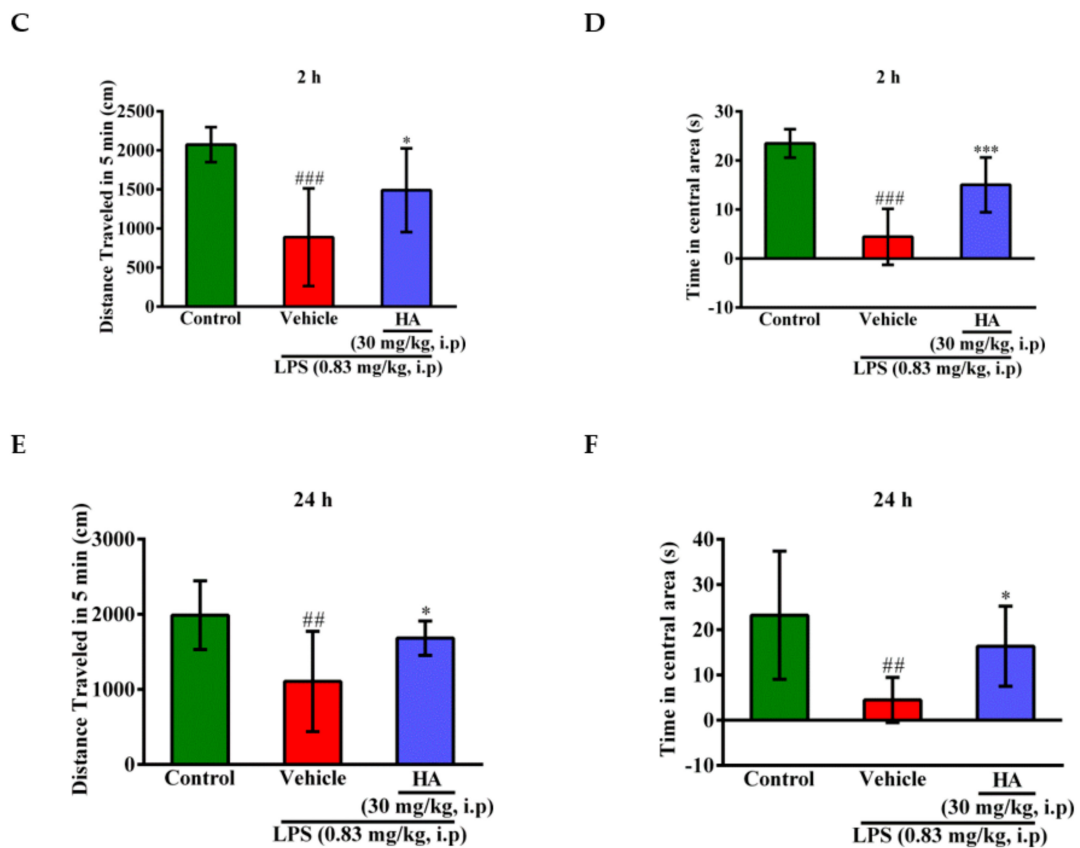 C
2 h
Distance Traveled in 5 min (cm)
2500
2000
1500
1000
500
0
###
*
Control
Vehicle
HA
(30 mg/kg, i.p)
LPS (0.83 mg/kg, i.p)
D
2 h
Time in central area (s)
30
20
10
0
-10
###
***
Control
Vehicle
HA
(30 mg/kg, i.p)
LPS (0.83 mg/kg, i.p)
E
24 h
Distance Traveled in 5 min (cm)
3000
2000
1000
0
##
*
Control
Vehicle
HA
(30 mg/kg, i.p)
LPS (0.83 mg/kg, i.p)
F
24 h
Time in central area (s)
40
30
20
10
0
-10
##
*
Control
Vehicle
HA
(30 mg/kg, i.p)
LPS (0.83 mg/kg, i.p)